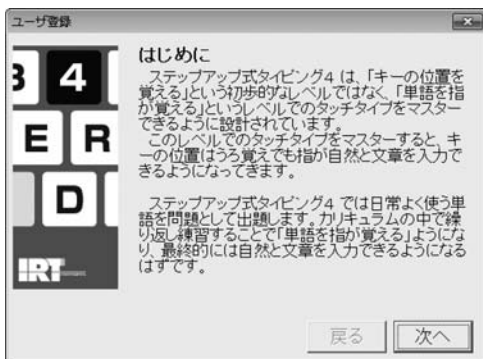 ユーザ登録
3 4
E R
D
IRT
はじめに
ステップアップ式タイピング4 は、「キーの位置を
覚える」という初歩的なレベルではなく、「単語を指
が覚える」というレベルでのタッチタイプをマスター
できるように設計されています。
このレベルでのタッチタイプをマスターすると、キ
ーの位置はうろ覚えでも指が自然と文章を入力で
きるようになってきます。
ステップアップ式タイピング4 では日常よく使う単
語を問題として出題します。カリキュラムの中で繰
り返し練習することで「単語を指が覚える」ようにな
り、最終的には自然と文章を入力できるようになる
はずです。
戻る 次へ